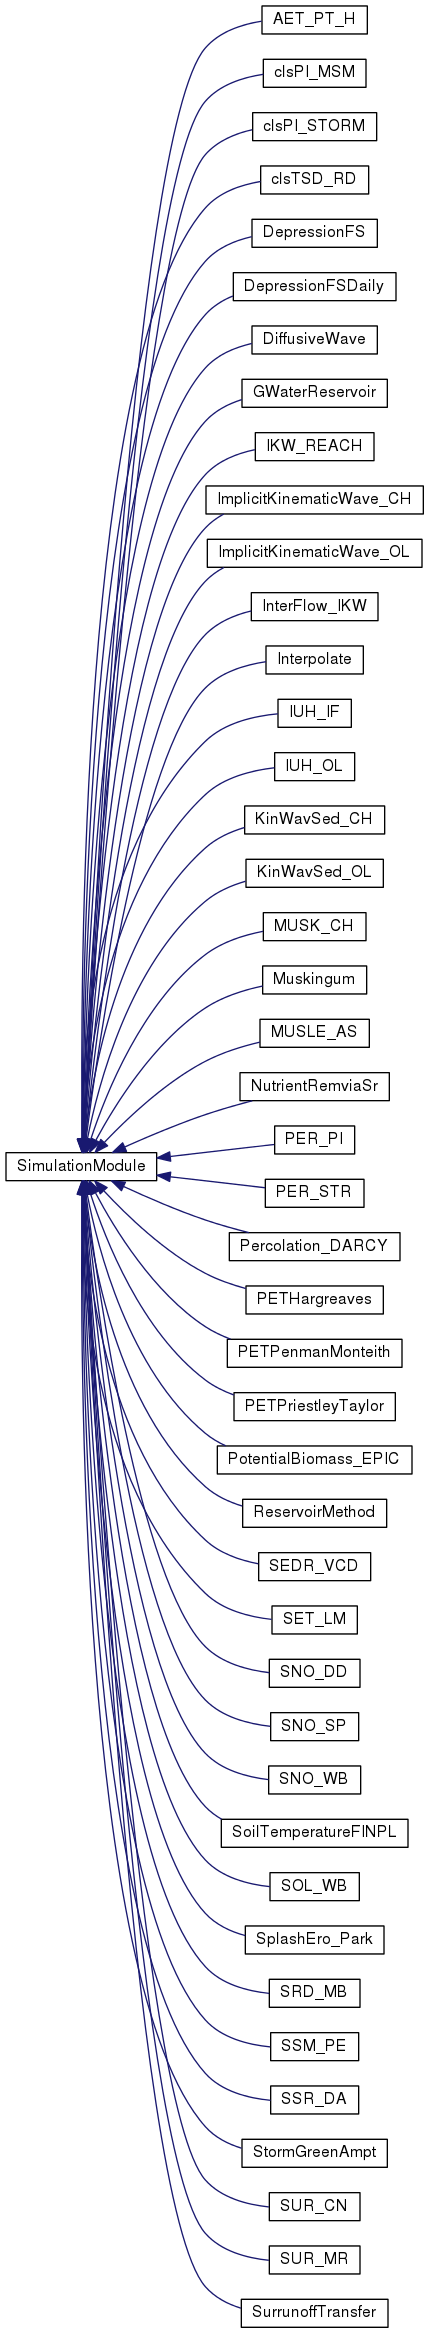 AET_PT_H
clsPI_MSM
clsPI_STORM
clsTSD_RD
DepressionFS
DepressionFSDaily
DiffusiveWave
GWaterReservoir
IKW_REACH
ImplicitKinematicWave_CH
ImplicitKinematicWave_OL
InterFlow_IKW
Interpolate
IUH_IF
IUH_OL
KinWavSed_CH
KinWavSed_OL
MUSK_CH
Muskingum
MUSLE_AS
NutrientRemviaSr
PER_PI
SimulationModule
PER_STR
Percolation_DARCY
PETHargreaves
PETPenmanMonteith
PETPriestleyTaylor
PotentialBiomass_EPIC
ReservoirMethod
SEDR_VCD
SET_LM
SNO_DD
SNO_SP
SNO_WB
SoilTemperatureFINPL
SOL_WB
SplashEro_Park
SRD_MB
SSM_PE
SSR_DA
StormGreenAmpt
SUR_CN
SUR_MR
SurrunoffTransfer